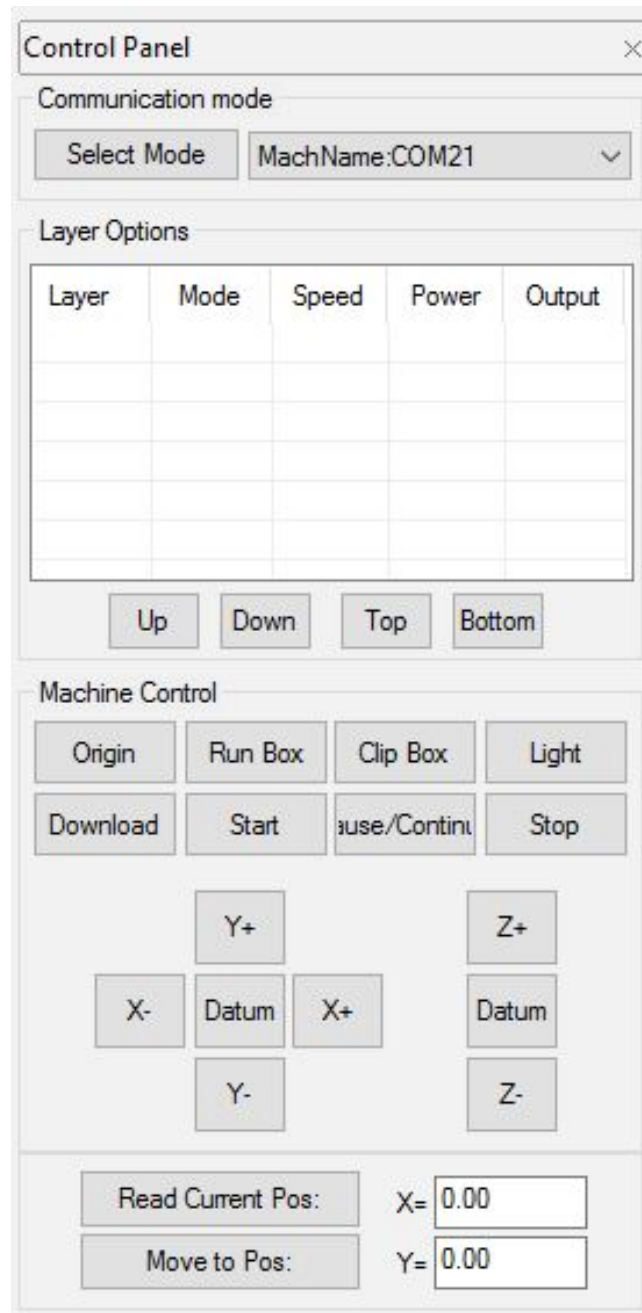 Control Panel
Communication mode
Select Mode MachName:COM21
Layer Options
Layer Mode Speed Power Output
Up Down Top Bottom
Machine Control
Origin Run Box Clip Box Light
Download Start ause/Continu Stop
Y+ Z+
X- Datum X+ Datum
Y- Z-
Read Current Pos: X= 0.00
Move to Pos: Y= 0.00